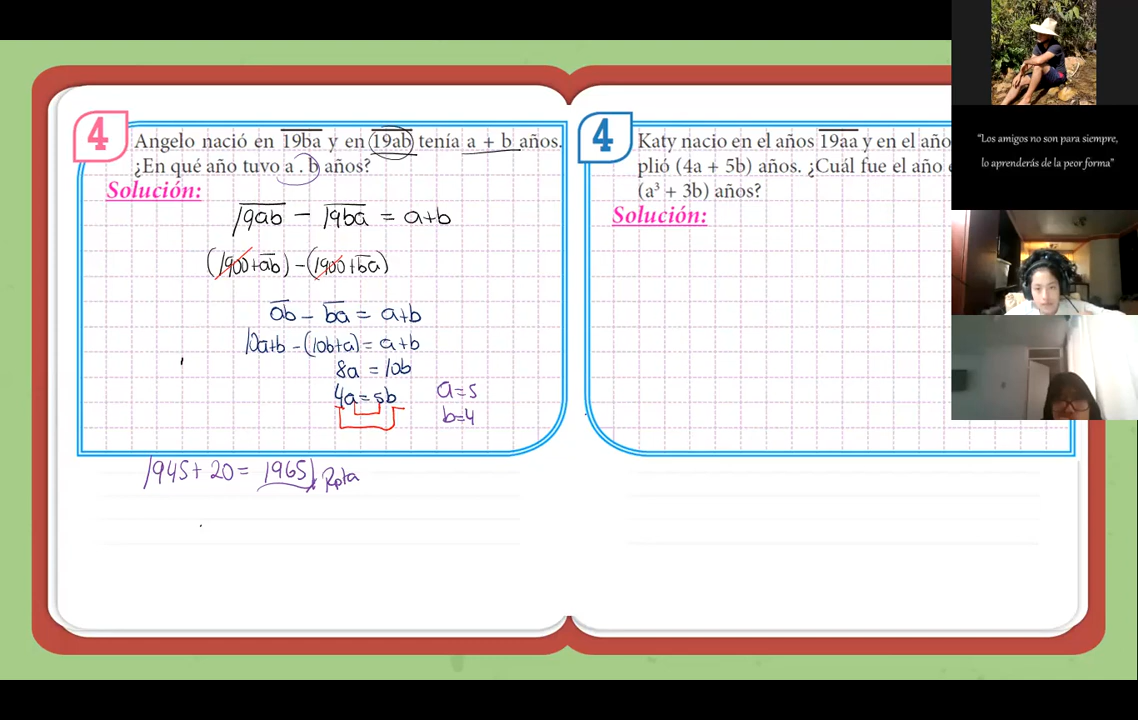 4
Angelo nació en 19ba y en 19ab tenía a + b años.
¿En qué año tuvo a . b años?
Solución:
19ab - 19ba = a+b
(1900+ab) - (1900+ba)
ab - ba = a+b
10a+b - (10b+a) = a+b
8a = 10b
4a = 5b
a=5
b=4
1945 + 20 = 1965 Rpta
4
Katy nacio en el años 19aa y en el año
plió (4a + 5b) años. ¿Cuál fue el año
(a³ + 3b) años?
Solución:
“Los amigos no son para siempre,
lo aprenderás de la peor forma”